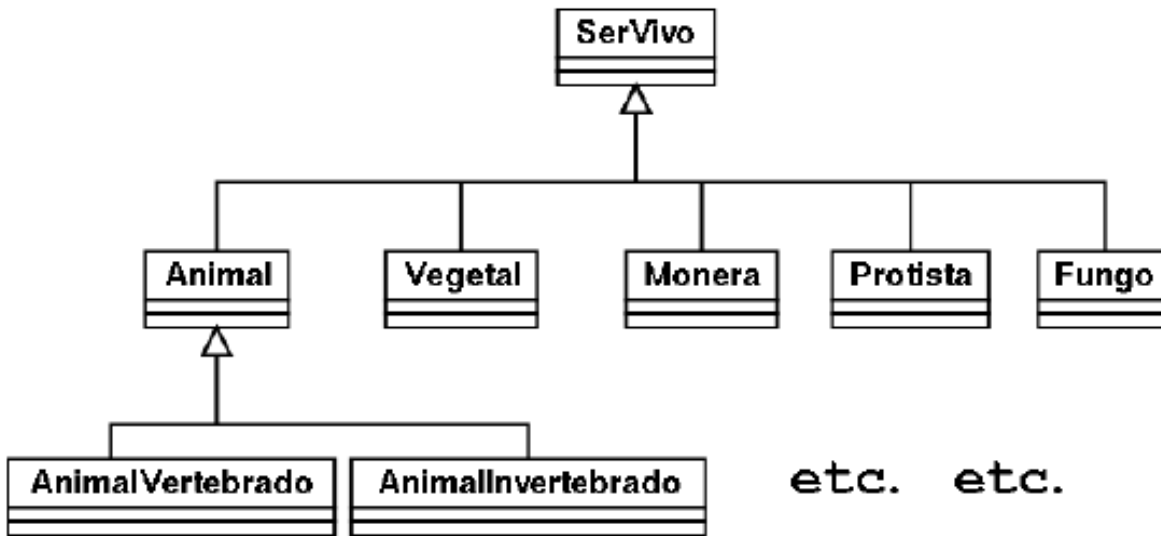 SerVivo
Animal
Vegetal
Monera
Protista
Fungo
AnimalVertebrado
AnimalInvertebrado
etc. etc.